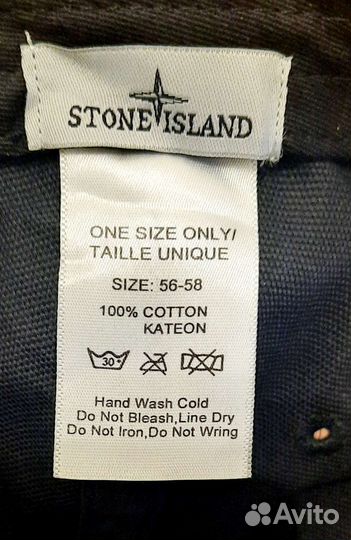 STONE ISLAND
ONE SIZE ONLY/
TAILLE UNIQUE
SIZE: 56-58
100% COTTON
KATEON
30
Hand Wash Cold
Do Not Bleash,Line Dry
Do Not Iron,Do Not Wring
Avito